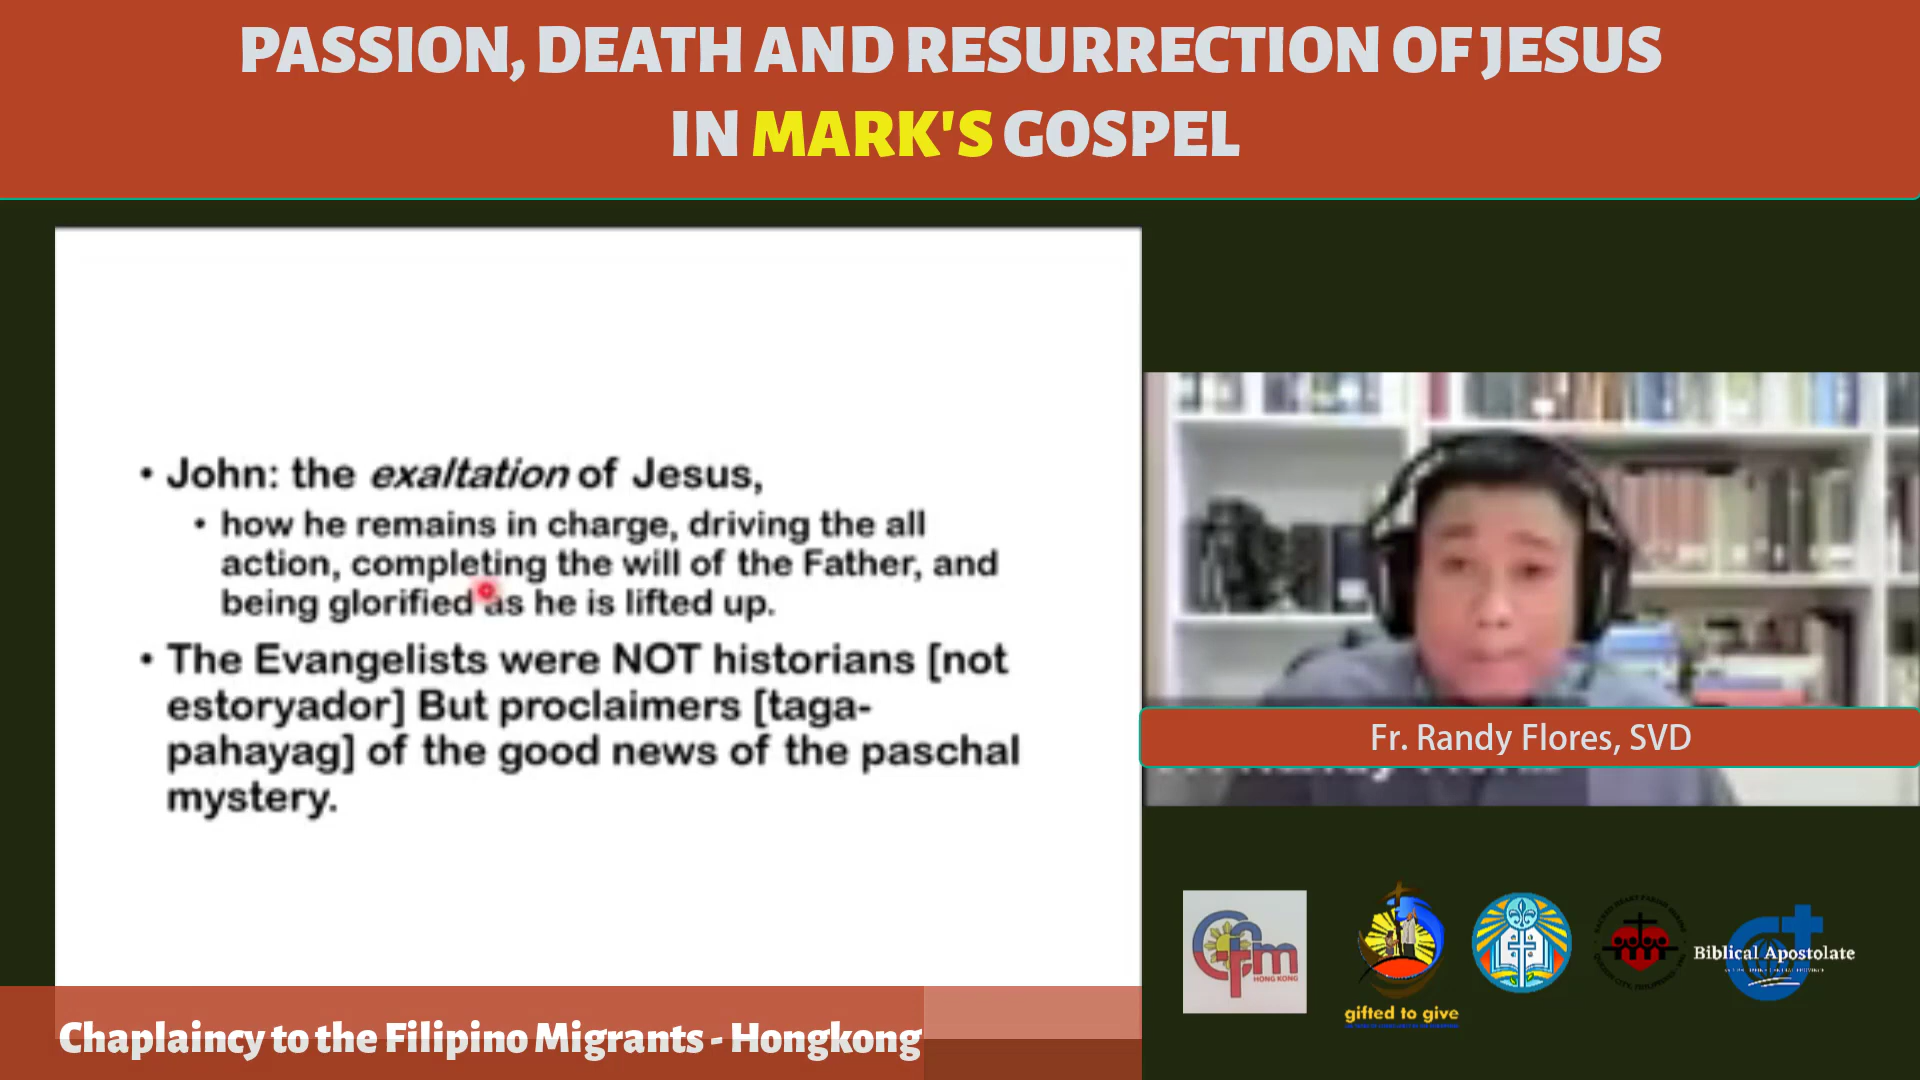 PASSION, DEATH AND RESURRECTION OF JESUS
IN MARK'S GOSPEL
• John: the exaltation of Jesus,
• how he remains in charge, driving the all
action, completing the will of the Father, and
being glorified as he is lifted up.
• The Evangelists were NOT historians [not
estoryador] But proclaimers [taga-
pahayag] of the good news of the paschal
mystery.
Fr. Randy Flores, SVD
cfm
HONG KONG
gifted to give
Biblical Apostolate
Chaplaincy to the Filipino Migrants - Hongkong